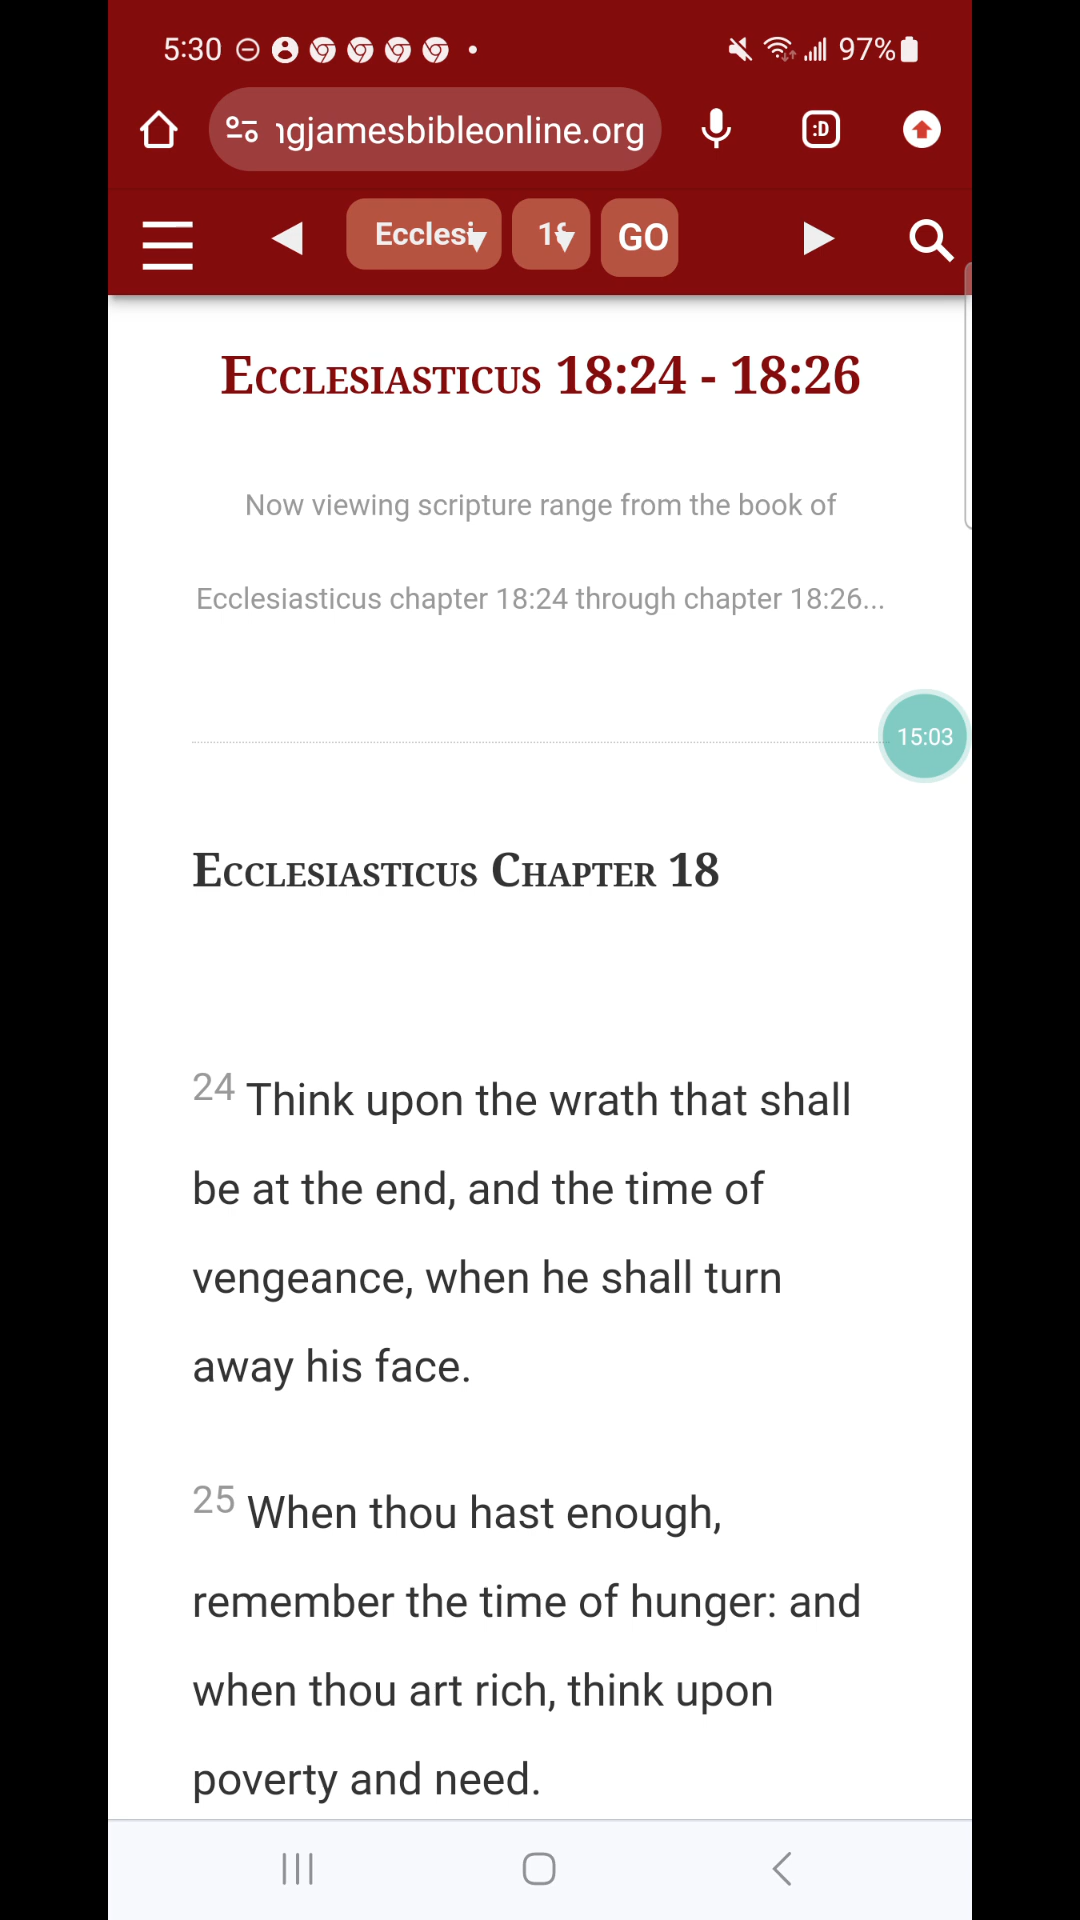 5:30 97%
ngjamesbibleonline.org :D
Ecclesi GO
Ecclesiasticus 18:24 - 18:26
Now viewing scripture range from the book of
Ecclesiasticus chapter 18:24 through chapter 18:26...
15:03
Ecclesiasticus Chapter 18
24 Think upon the wrath that shall
be at the end, and the time of
vengeance, when he shall turn
away his face.
25 When thou hast enough,
remember the time of hunger: and
when thou art rich, think upon
poverty and need.